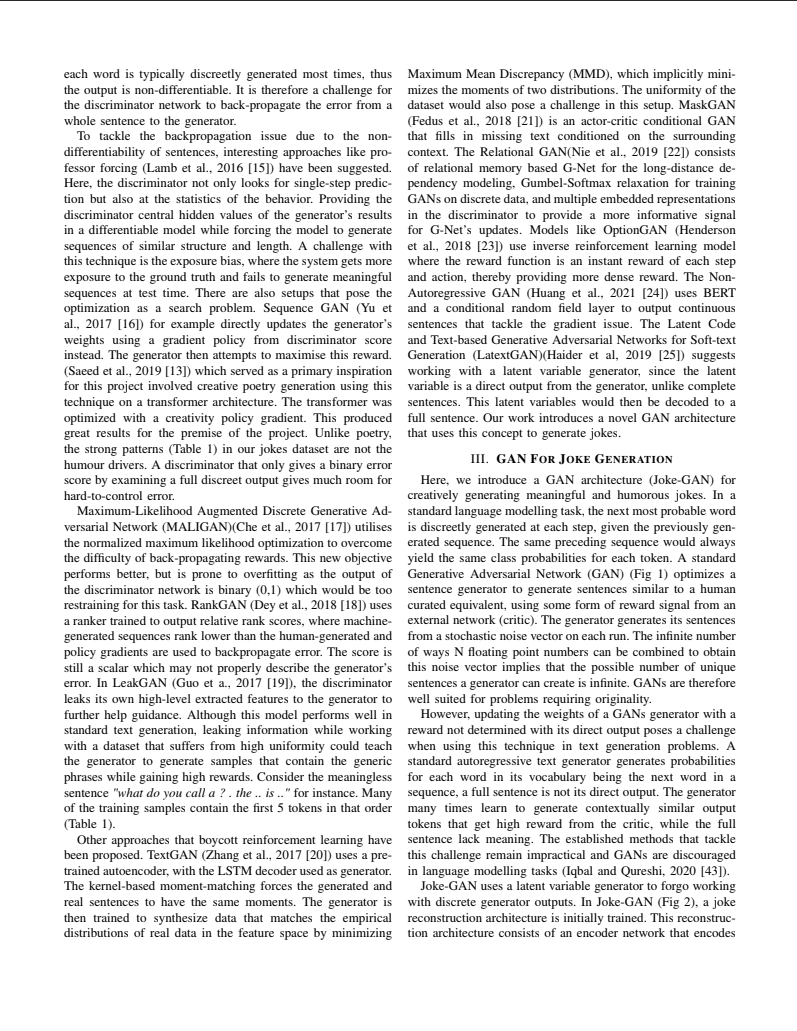 each word is typically discreetly generated most times, thus
the output is non-differentiable. It is therefore a challenge for
the discriminator network to back-propagate the error from a
whole sentence to the generator.
To tackle the backpropagation issue due to the non-
differentiability of sentences, interesting approaches like pro-
fessor forcing (Lamb et al., 2016 [15]) have been suggested.
Here, the discriminator not only looks for single-step predic-
tion but also at the statistics of the behavior. Providing the
discriminator central hidden values of the generator's results
in a differentiable model while forcing the model to generate
sequences of similar structure and length. A challenge with
this technique is the exposure bias, where the system gets more
exposure to the ground truth and fails to generate meaningful
sequences at test time. There are also setups that pose the
optimization as a search problem. Sequence GAN (Yu et
al., 2017 [16]) for example directly updates the generator's
weights using a gradient policy from discriminator score
instead. The generator then attempts to maximise this reward.
(Saeed et al., 2019 [13]) which served as a primary inspiration
for this project involved creative poetry generation using this
technique on a transformer architecture. The transformer was
optimized with a creativity policy gradient. This produced
great results for the premise of the project. Unlike poetry,
the strong patterns (Table 1) in our jokes dataset are not the
humour drivers. A discriminator that only gives a binary error
score by examining a full discreet output gives much room for
hard-to-control error.
Maximum-Likelihood Augmented Discrete Generative Ad-
versarial Network (MALIGAN)(Che et al., 2017 [17]) utilises
the normalized maximum likelihood optimization to overcome
the difficulty of back-propagating rewards. This new objective
performs better, but is prone to overfitting as the output of
the discriminator network is binary (0,1) which would be too
restraining for this task. RankGAN (Dey et al., 2018 [18]) uses
a ranker trained to output relative rank scores, where machine-
generated sequences rank lower than the human-generated and
policy gradients are used to backpropagate error. The score is
still a scalar which may not properly describe the generator's
error. In LeakGAN (Guo et a., 2017 [19]), the discriminator
leaks its own high-level extracted features to the generator to
further help guidance. Although this model performs well in
standard text generation, leaking information while working
with a dataset that suffers from high uniformity could teach
the generator to generate samples that contain the generic
phrases while gaining high rewards. Consider the meaningless
sentence "what do you call a ? . the .. is .." for instance. Many
of the training samples contain the first 5 tokens in that order
(Table 1).
Other approaches that boycott reinforcement learning have
been proposed. TextGAN (Zhang et al., 2017 [20]) uses a pre-
trained autoencoder, with the LSTM decoder used as generator.
The kernel-based moment-matching forces the generated and
real sentences to have the same moments. The generator is
then trained to synthesize data that matches the empirical
distributions of real data in the feature space by minimizing
Maximum Mean Discrepancy (MMD), which implicitly mini-
mizes the moments of two distributions. The uniformity of the
dataset would also pose a challenge in this setup. MaskGAN
(Fedus et al., 2018 [21]) is an actor-critic conditional GAN
that fills in missing text conditioned on the surrounding
context. The Relational GAN(Nie et al., 2019 [22]) consists
of relational memory based G-Net for the long-distance de-
pendency modeling, Gumbel-Softmax relaxation for training
GANs on discrete data, and multiple embedded representations
in the discriminator to provide a more informative signal
for G-Net's updates. Models like OptionGAN (Henderson
et al., 2018 [23]) use inverse reinforcement learning model
where the reward function is an instant reward of each step
and action, thereby providing more dense reward. The Non-
Autoregressive GAN (Huang et al., 2021 [24]) uses BERT
and a conditional random field layer to output continuous
sentences that tackle the gradient issue. The Latent Code
and Text-based Generative Adversarial Networks for Soft-text
Generation (LatextGAN)(Haider et al, 2019 [25]) suggests
working with a latent variable generator, since the latent
variable is a direct output from the generator, unlike complete
sentences. This latent variables would then be decoded to a
full sentence. Our work introduces a novel GAN architecture
that uses this concept to generate jokes.
III. GAN FOR JOKE GENERATION
Here, we introduce a GAN architecture (Joke-GAN) for
creatively generating meaningful and humorous jokes. In a
standard language modelling task, the next most probable word
is discreetly generated at each step, given the previously gen-
erated sequence. The same preceding sequence would always
yield the same class probabilities for each token. A standard
Generative Adversarial Network (GAN) (Fig 1) optimizes a
sentence generator to generate sentences similar to a human
curated equivalent, using some form of reward signal from an
external network (critic). The generator generates its sentences
from a stochastic noise vector on each run. The infinite number
of ways N floating point numbers can be combined to obtain
this noise vector implies that the possible number of unique
sentences a generator can create is infinite. GANs are therefore
well suited for problems requiring originality.
However, updating the weights of a GANs generator with a
reward not determined with its direct output poses a challenge
when using this technique in text generation problems. A
standard autoregressive text generator generates probabilities
for each word in its vocabulary being the next word in a
sequence, a full sentence is not its direct output. The generator
many times learn to generate contextually similar output
tokens that get high reward from the critic, while the full
sentence lack meaning. The established methods that tackle
this challenge remain impractical and GANs are discouraged
in language modelling tasks (Iqbal and Qureshi, 2020 [43]).
Joke-GAN uses a latent variable generator to forgo working
with discrete generator outputs. In Joke-GAN (Fig 2), a joke
reconstruction architecture is initially trained. This reconstruc-
tion architecture consists of an encoder network that encodes